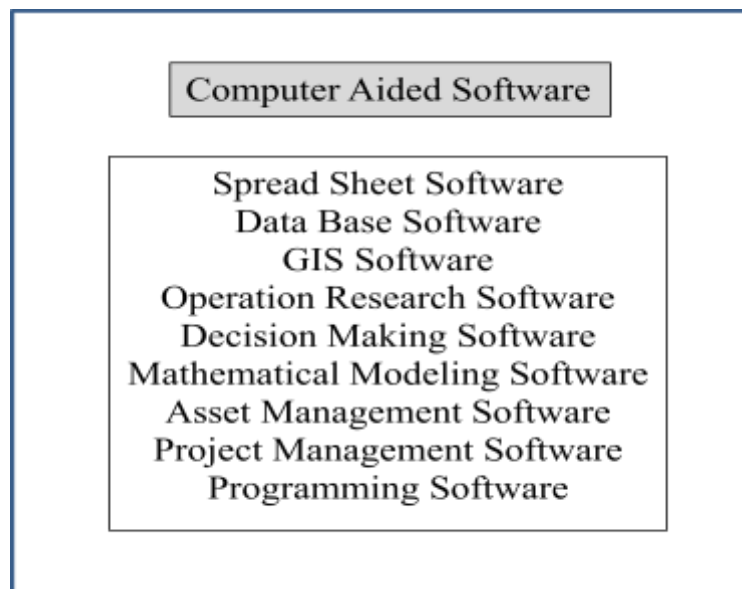 Computer Aided Software
Spread Sheet Software
Data Base Software
GIS Software
Operation Research Software
Decision Making Software
Mathematical Modeling Software
Asset Management Software
Project Management Software
Programming Software